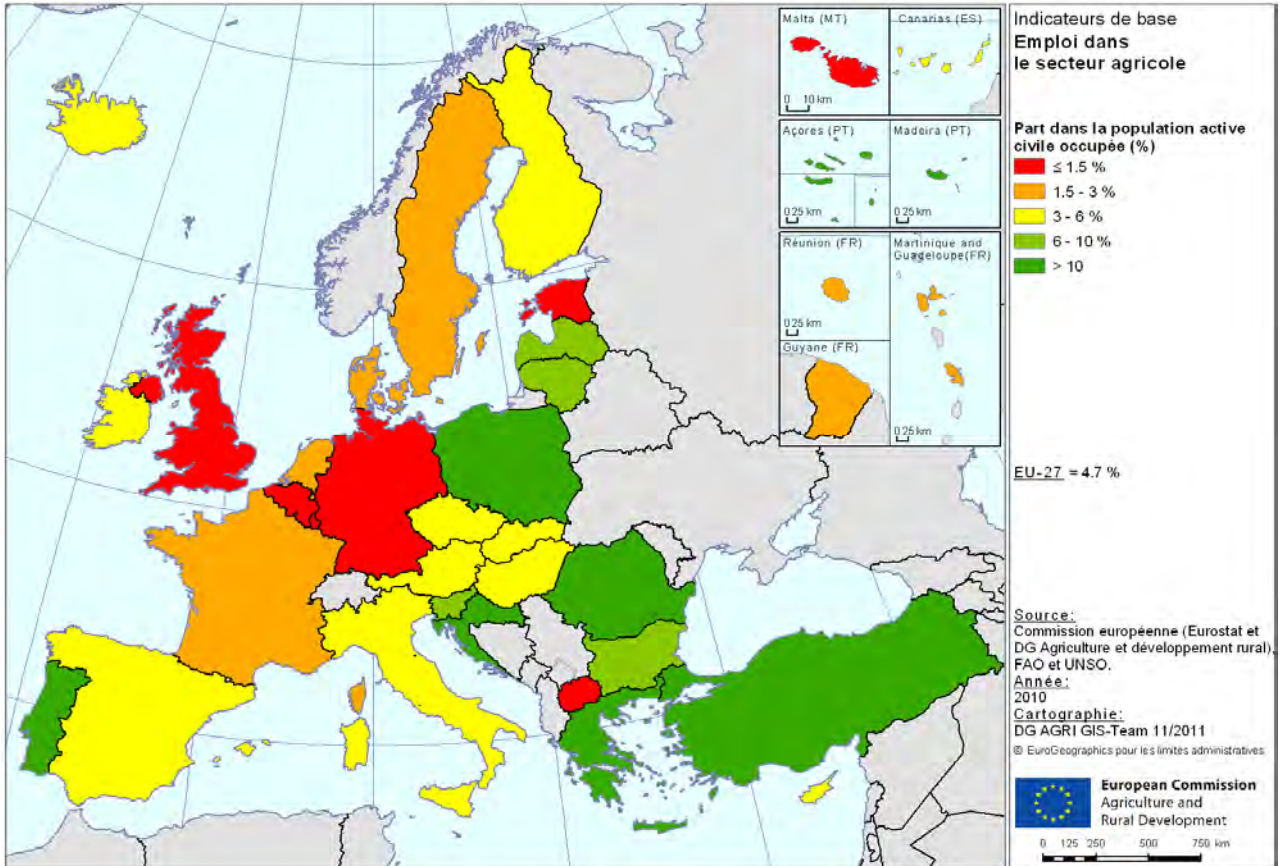 Malta (MT)
0 10 km
Canarias (ES)
Açores (PT)
0 25 km
Madeira (PT)
0 25 km
Réunion (FR)
0 25 km
Martinique and
Guadeloupe(FR)
0 25 km
Guyane (FR)
Indicateurs de base
Emploi dans
le secteur agricole
Part dans la population active
civile occupée (%)
≤ 1.5 %
1.5 - 3 %
3 - 6 %
6 - 10 %
> 10
EU-27 = 4.7 %
Source:
Commission européenne (Eurostat et
DG Agriculture et développement rural),
FAO et UNSO.
Année:
2010
Cartographie:
DG AGRI GIS-Team 11/2011
© EuroGeographics pour les limites administratives
European Commission
Agriculture and
Rural Development
0 125 250 500 750 km